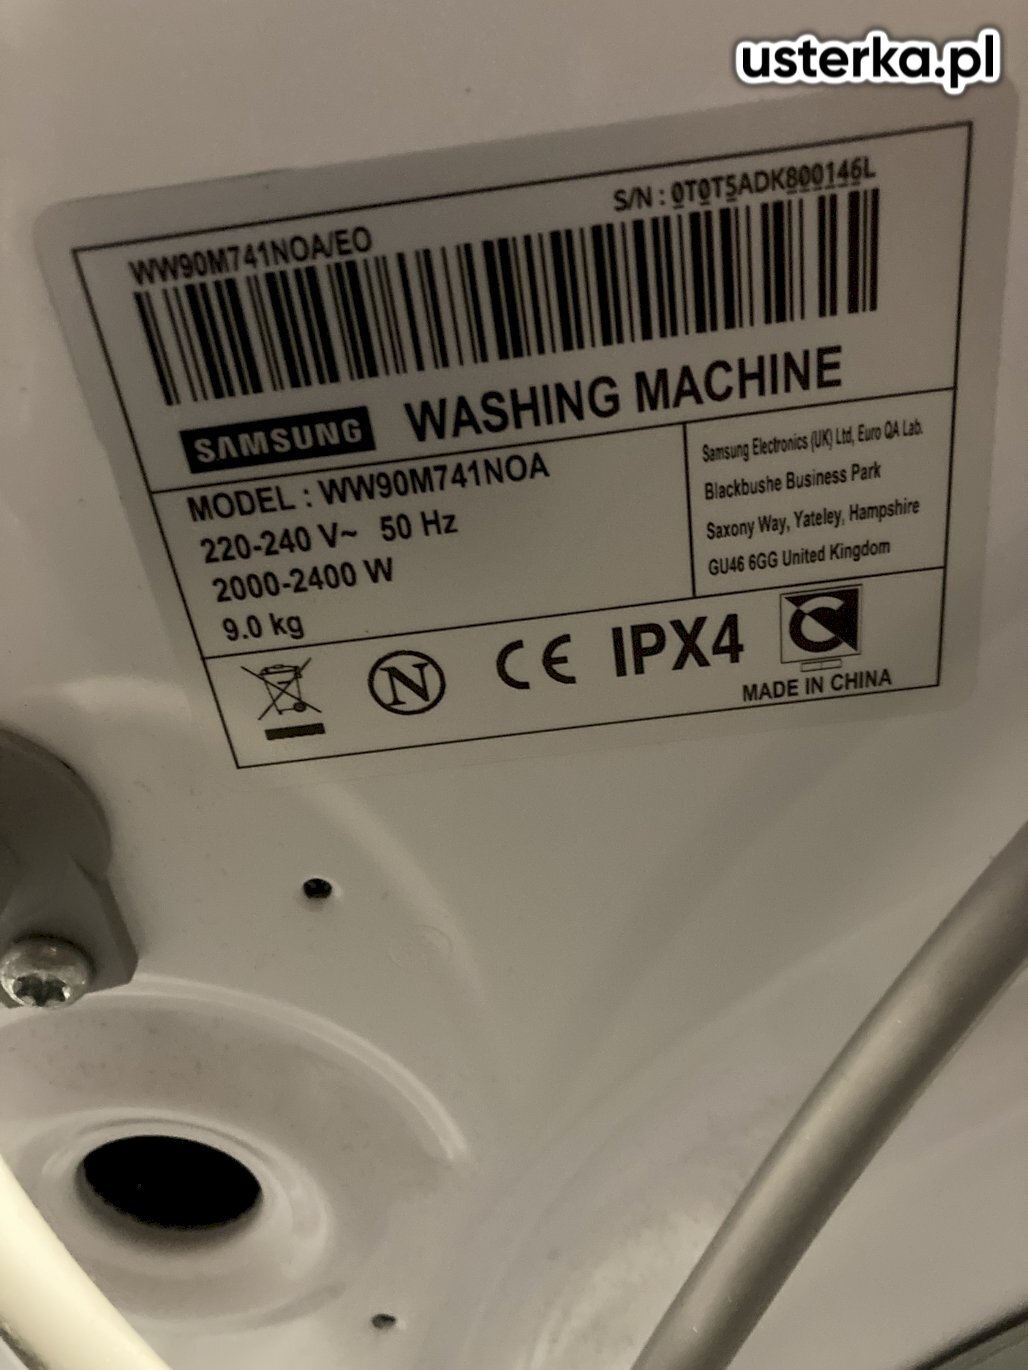 usterka.pl
S/N : 0T0T5ADK800146L
WW90M741NOA/EO
SAMSUNG WASHING MACHINE
MODEL : WW90M741NOA
220-240 V~ 50 Hz
2000-2400 W
9.0 kg
Samsung Electronics (UK) Ltd, Euro QA Lab.
Blackbushe Business Park
Saxony Way, Yateley, Hampshire
GU46 6GG United Kingdom
N CE IPX4
MADE IN CHINA